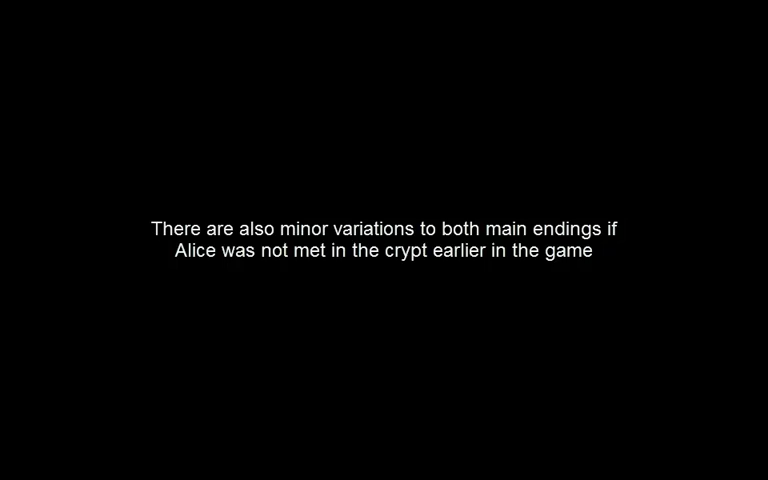 There are also minor variations to both main endings if
Alice was not met in the crypt earlier in the game